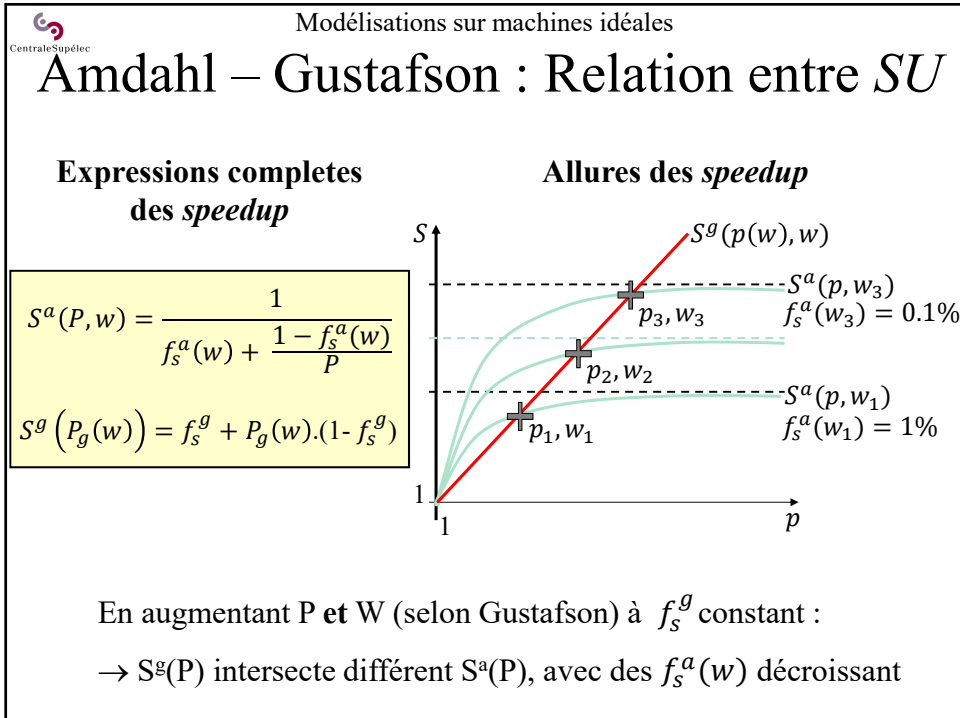 Modélisations sur machines idéales
CentraleSupélec
Amdahl – Gustafson : Relation entre SU
Expressions completes
des speedup
S^a(P, w) = 1 / (f_s^a(w) + (1 − f_s^a(w))/P)
S^g(P_g(w)) = f_s^g + P_g(w).(1- f_s^g)
Allures des speedup
S
S^g(p(w), w)
S^a(p, w_3)
f_s^a(w_3) = 0.1%
p_3, w_3
p_2, w_2
S^a(p, w_1)
f_s^a(w_1) = 1%
p_1, w_1
1
1
p
En augmentant P et W (selon Gustafson) à f_s^g constant :
→ S^g(P) intersecte différent S^a(P), avec des f_s^a(w) décroissant